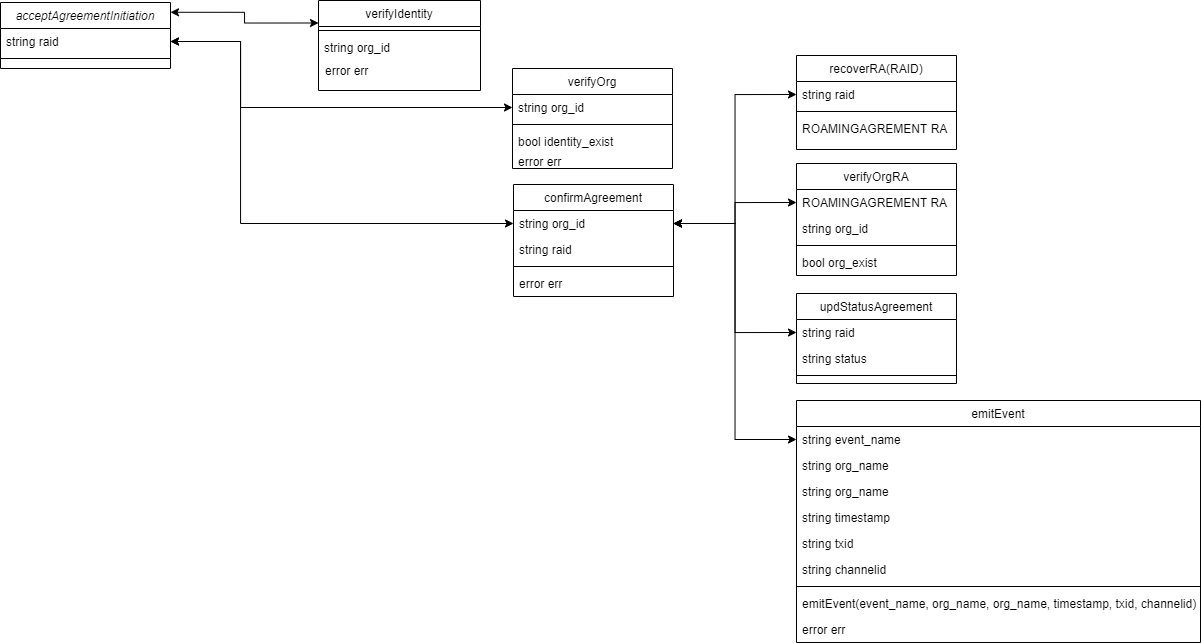 acceptAgreementInitiation
string raid
verifyIdentity
string org_id
error err
verifyOrg
string org_id
bool identity_exist
error err
confirmAgreement
string org_id
string raid
error err
recoverRA(RAID)
string raid
ROAMINGAGREMENT RA
verifyOrgRA
ROAMINGAGREMENT RA
string org_id
bool org_exist
updStatusAgreement
string raid
string status
emitEvent
string event_name
string org_name
string org_name
string timestamp
string txid
string channelid
emitEvent(event_name, org_name, org_name, timestamp, txid, channelid)
error err